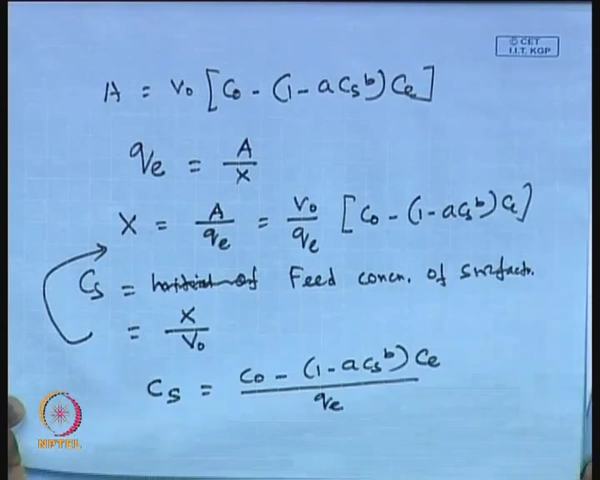 © CET
I.I.T. KGP
A = V₀ [C₀ - (1 - aCₛᵇ)Cₑ]
qₑ = A/X
X = A/qₑ = V₀/qₑ [C₀ - (1 - aCₛᵇ)Cₑ]
Cₛ = Feed concn. of surfactn.
= X/V₀
Cₛ = (C₀ - (1 - aCₛᵇ)Cₑ)/qₑ
NPTEL